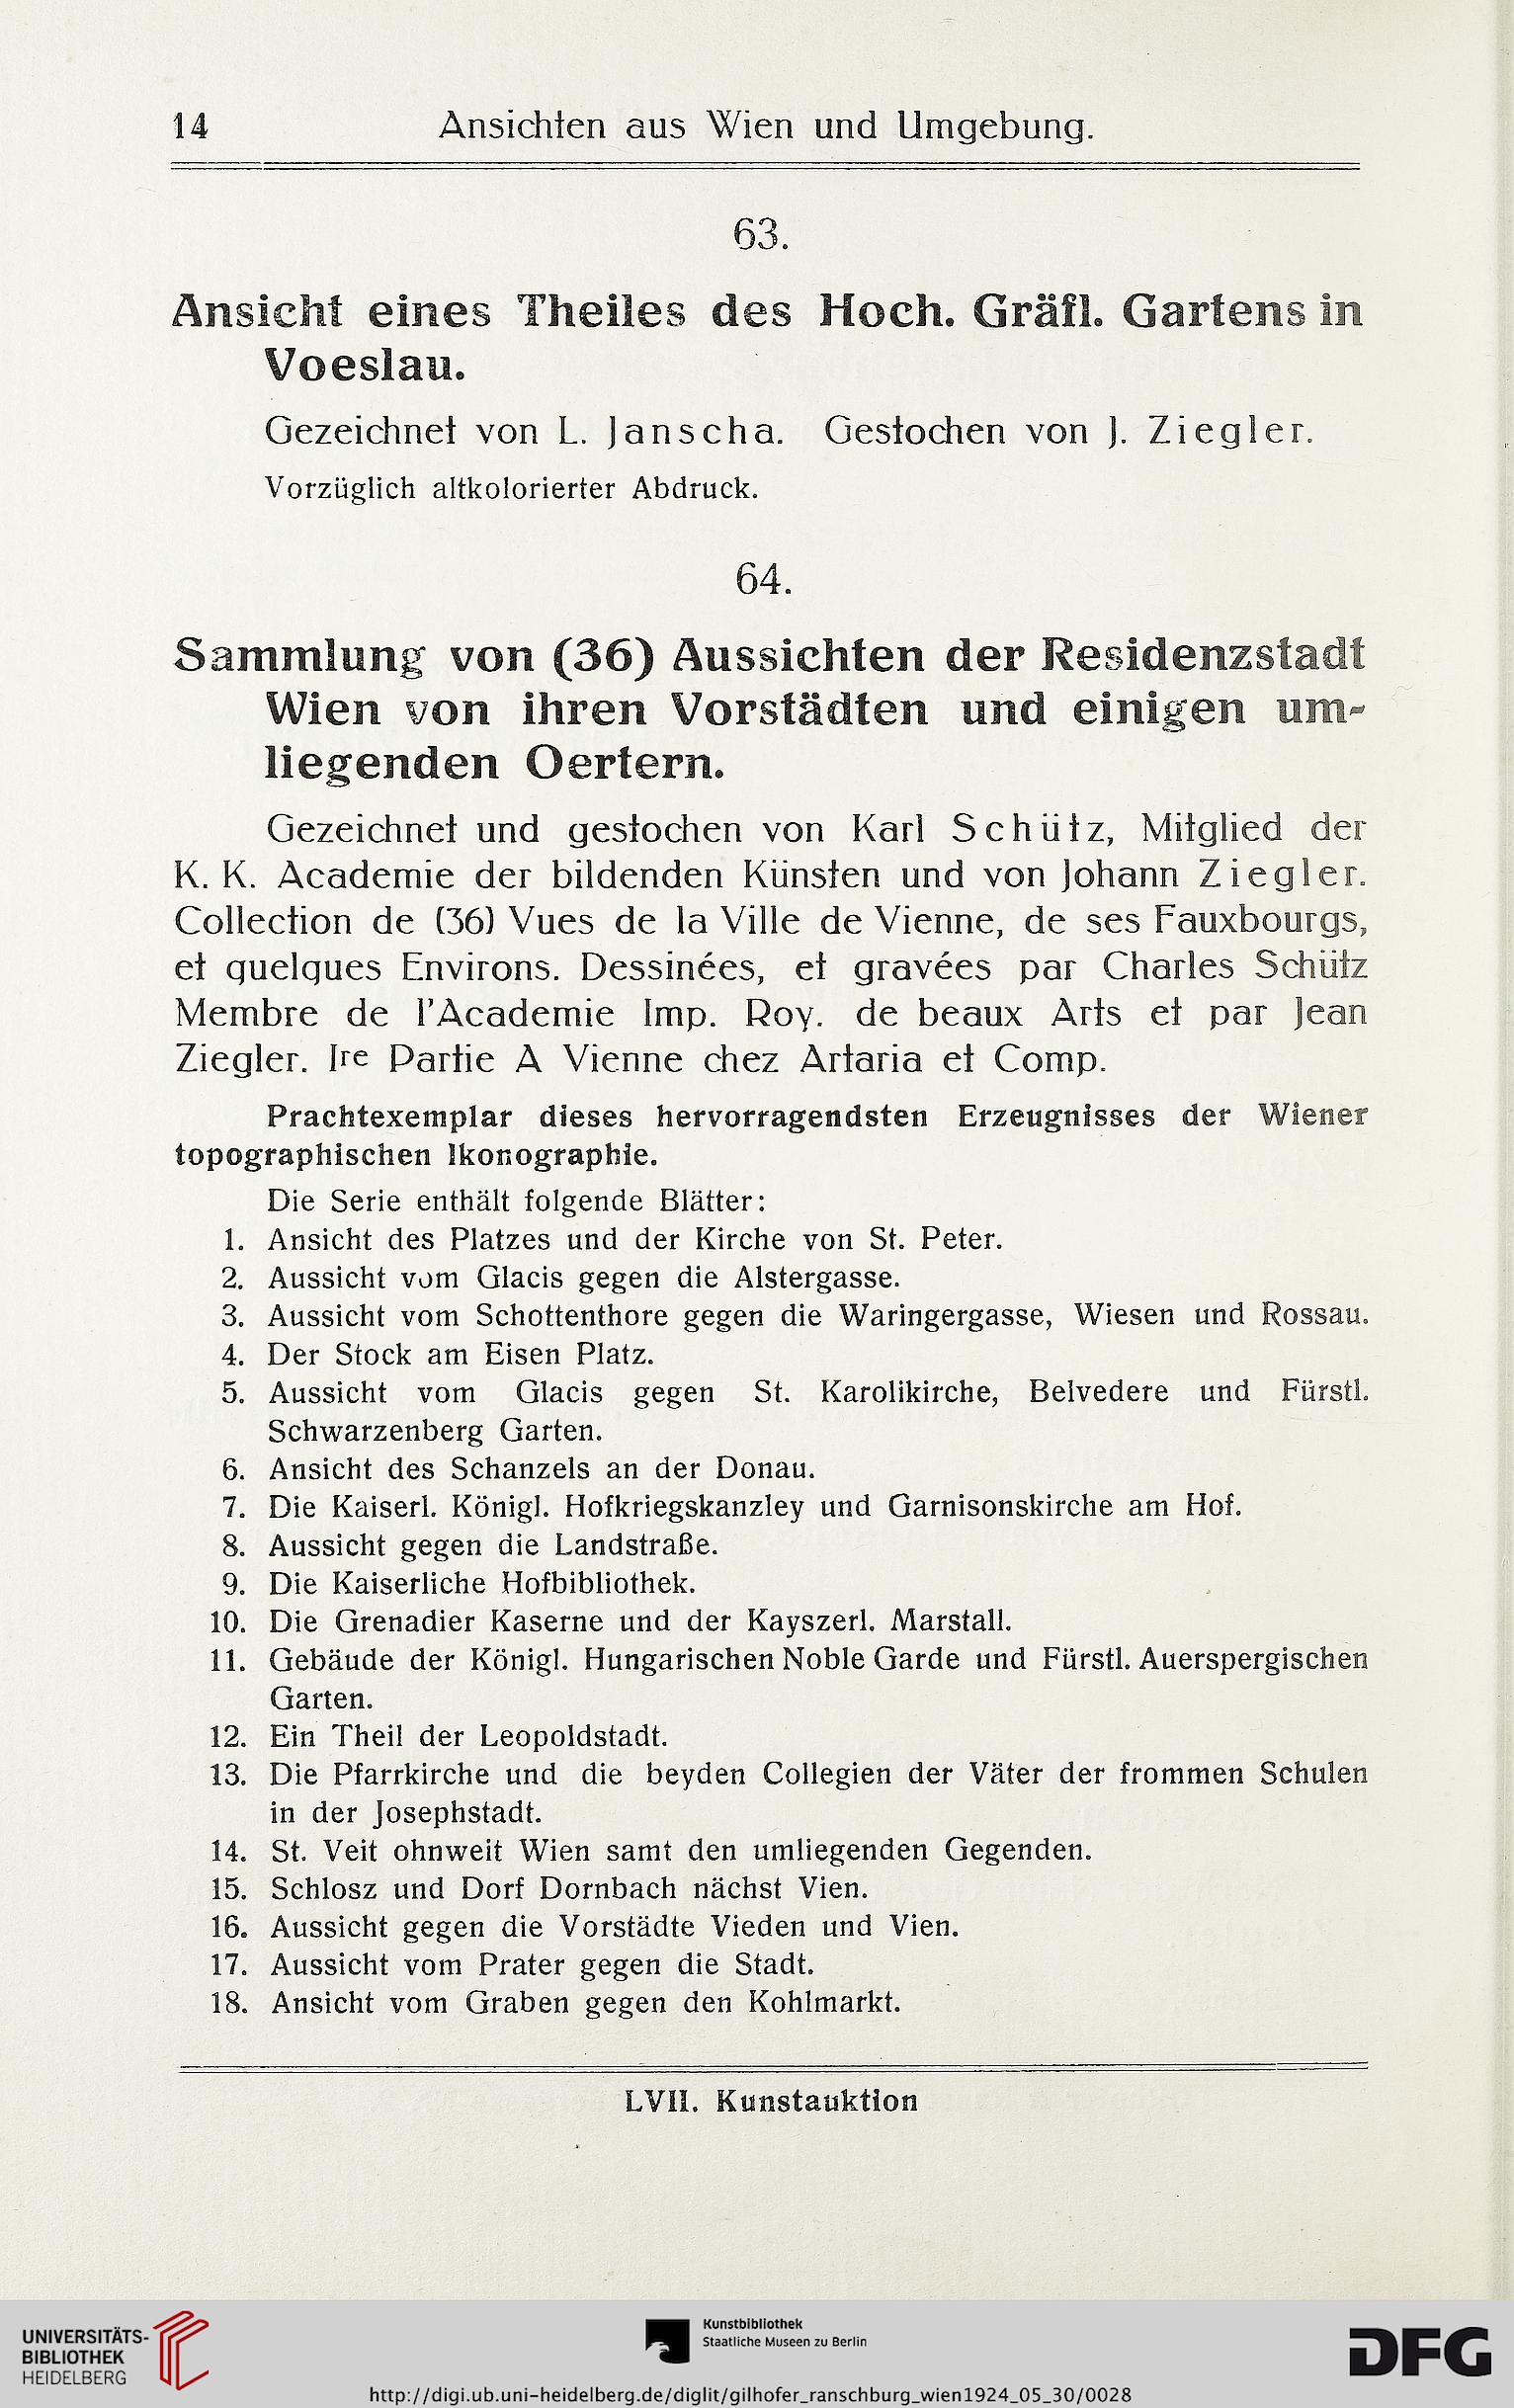 14 Ansichten aus Wien und Umgebung.
63.
Ansicht eines Theiles des Hoch. Gräfl. Gartens in
Voeslau.
Gezeichnet von L. Janscha. Gestochen von J. Ziegler.
Vorzüglich altkolorierter Abdruck.
64.
Sammlung von (36) Aussichten der Residenzstadt
Wien von ihren Vorstädten und einigen um-
liegenden Oertern.
Gezeichnet und gestochen von Karl Schütz, Mitglied der
K. K. Academie der bildenden Künsten und von Johann Ziegler.
Collection de (36) Vues de la Ville de Vienne, de ses Fauxbourgs,
et quelques Environs. Dessinées, et gravées par Charles Schütz
Membre de l'Academie Imp. Roy. de beaux Arts et par Jean
Ziegler. Ire Partie A Vienne chez Artaria et Comp.
Prachtexemplar dieses hervorragendsten Erzeugnisses der Wiener
topographischen Ikonographie.
Die Serie enthält folgende Blätter:
1. Ansicht des Platzes und der Kirche von St. Peter.
2. Aussicht vom Glacis gegen die Alstergasse.
3. Aussicht vom Schottenthore gegen die Waringergasse, Wiesen und Rossau.
4. Der Stock am Eisen Platz.
5. Aussicht vom Glacis gegen St. Karolikirche, Belvedere und Fürstl.
Schwarzenberg Garten.
6. Ansicht des Schanzels an der Donau.
7. Die Kaiserl. Königl. Hofkriegskanzley und Garnisonskirche am Hof.
8. Aussicht gegen die Landstraße.
9. Die Kaiserliche Hofbibliothek.
10. Die Grenadier Kaserne und der Kayszerl. Marstall.
11. Gebäude der Königl. Hungarischen Noble Garde und Fürstl. Auerspergischen
Garten.
12. Ein Theil der Leopoldstadt.
13. Die Pfarrkirche und die beyden Collegien der Väter der frommen Schulen
in der Josephstadt.
14. St. Veit ohnweit Wien samt den umliegenden Gegenden.
15. Schlosz und Dorf Dornbach nächst Vien.
16. Aussicht gegen die Vorstädte Vieden und Vien.
17. Aussicht vom Prater gegen die Stadt.
18. Ansicht vom Graben gegen den Kohlmarkt.
LVII. Kunstauktion
UNIVERSITÄTS-
BIBLIOTHEK
HEIDELBERG
Kunstbibliothek
Staatliche Museen zu Berlin
DFG
http://digi.ub.uni-heidelberg.de/diglit/gilhofer_ranschburg_wien1924_05_30/0028